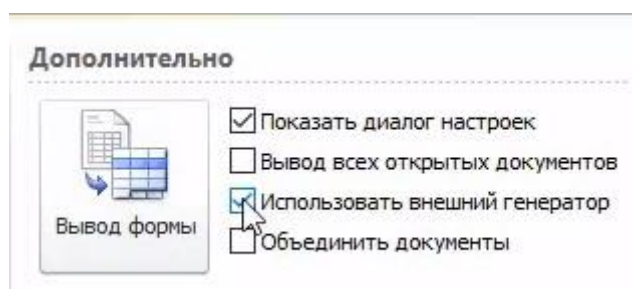 Дополнительно
Показать диалог настроек
Вывод всех открытых документов
Использовать внешний генератор
Объединить документы
Вывод формы